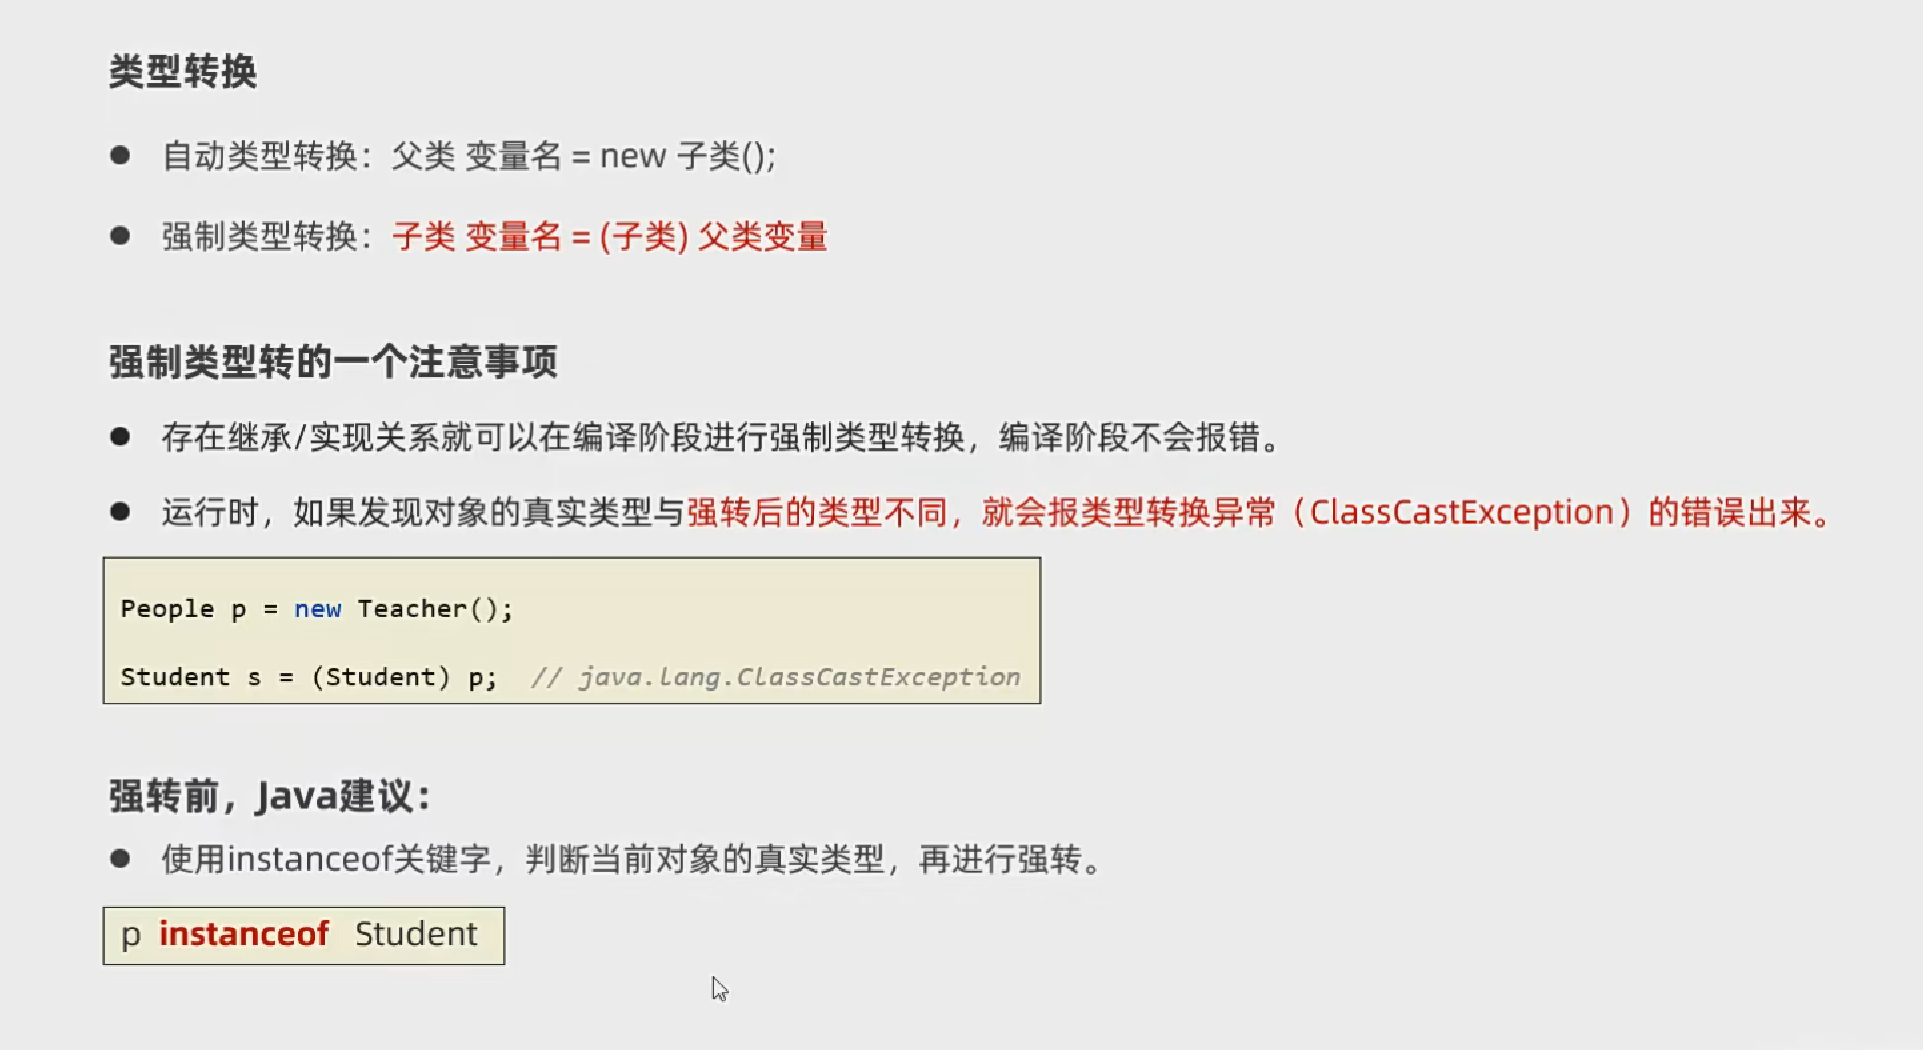 类型转换
自动类型转换：父类 变量名 = new 子类();
强制类型转换：子类 变量名 = (子类) 父类变量
强制类型转的一个注意事项
存在继承/实现关系就可以在编译阶段进行强制类型转换，编译阶段不会报错。
运行时，如果发现对象的真实类型与强转后的类型不同，就会报类型转换异常（ClassCastException）的错误出来。
People p = new Teacher();
Student s = (Student) p;  // java.lang.ClassCastException
强转前，Java建议：
使用instanceof关键字，判断当前对象的真实类型，再进行强转。
p instanceof Student